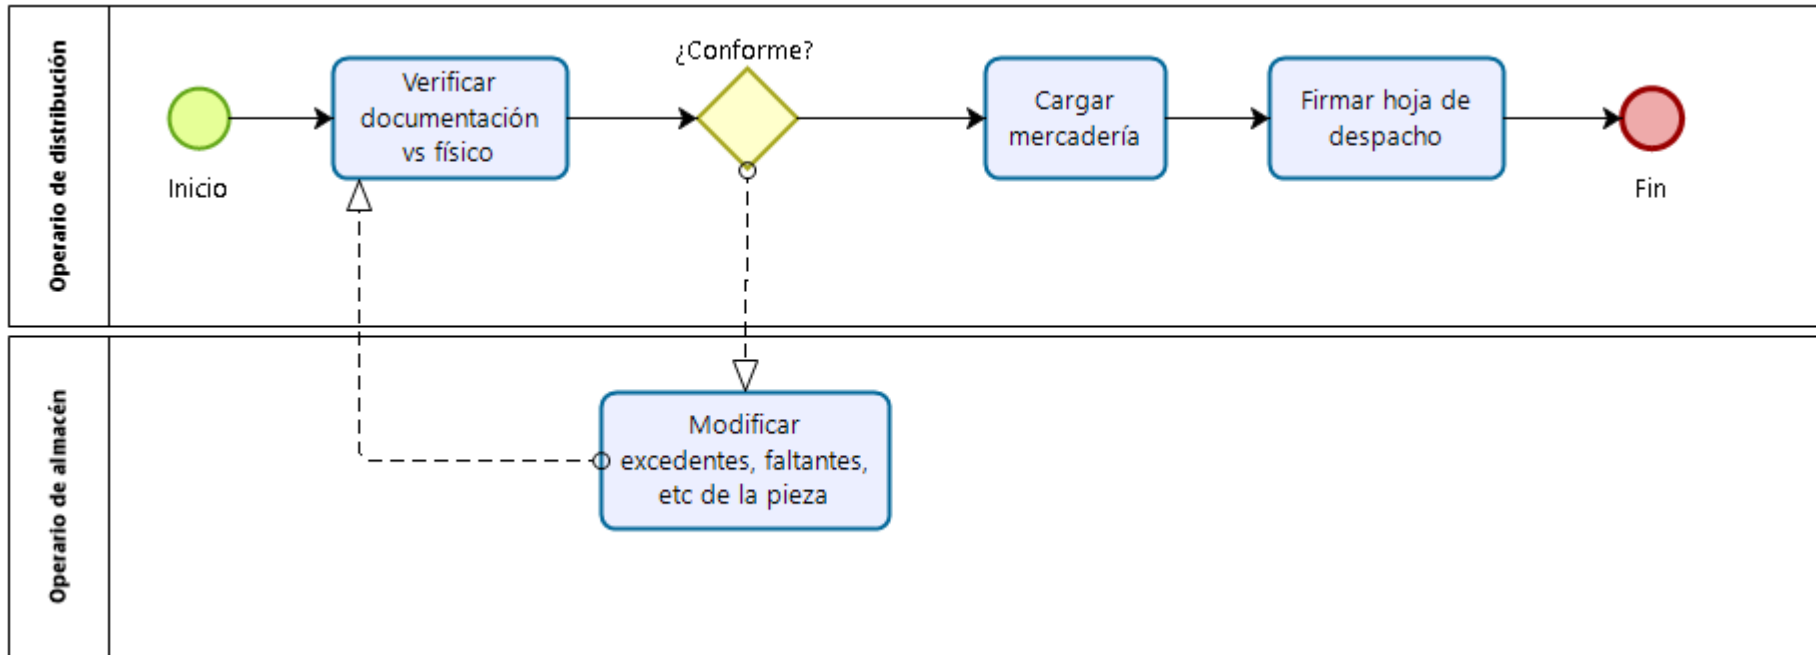 Operario de distribución
¿Conforme?
Verificar
documentación
vs físico
Cargar
mercadería
Firmar hoja de
despacho
Inicio
Fin
Operario de almacén
Modificar
excedentes, faltantes,
etc de la pieza